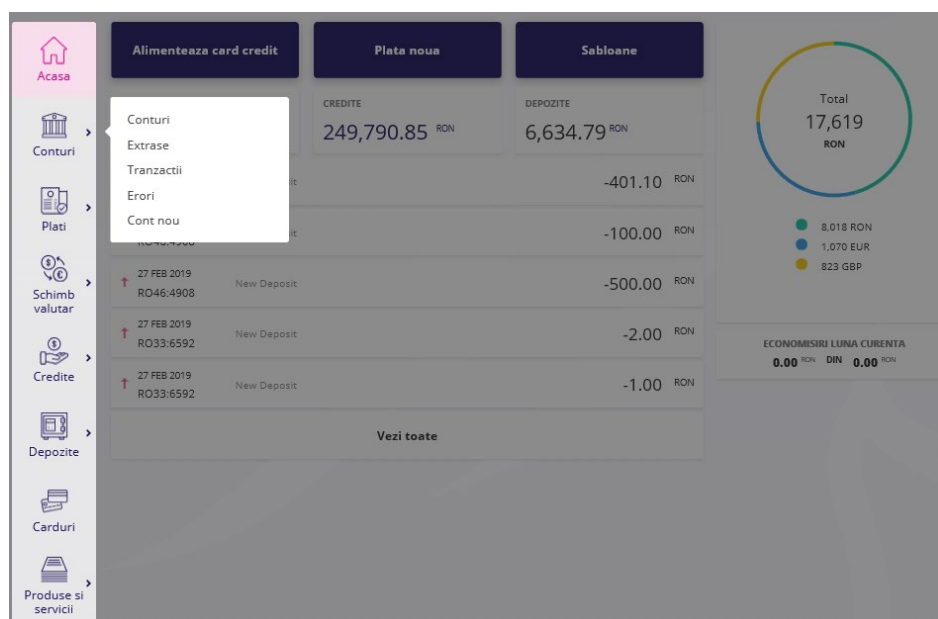 Acasa
Conturi
Plati
Schimb
valutar
Credite
Depozite
Carduri
Produse si
servicii
Alimenteaza card credit
Plata noua
Sabloane
Conturi
Extrase
Tranzactii
Erori
Cont nou
CREDITE
249,790.85 RON
DEPOZITE
6,634.79 RON
-401.10 RON
-100.00 RON
27 FEB 2019
RO46:4908
New Deposit
-500.00 RON
27 FEB 2019
RO33:6592
New Deposit
-2.00 RON
27 FEB 2019
RO33:6592
New Deposit
-1.00 RON
Vezi toate
Total
17,619
RON
8,018 RON
1,070 EUR
823 GBP
ECONOMISIRI LUNA CURENTA
0.00 RON DIN 0.00 RON